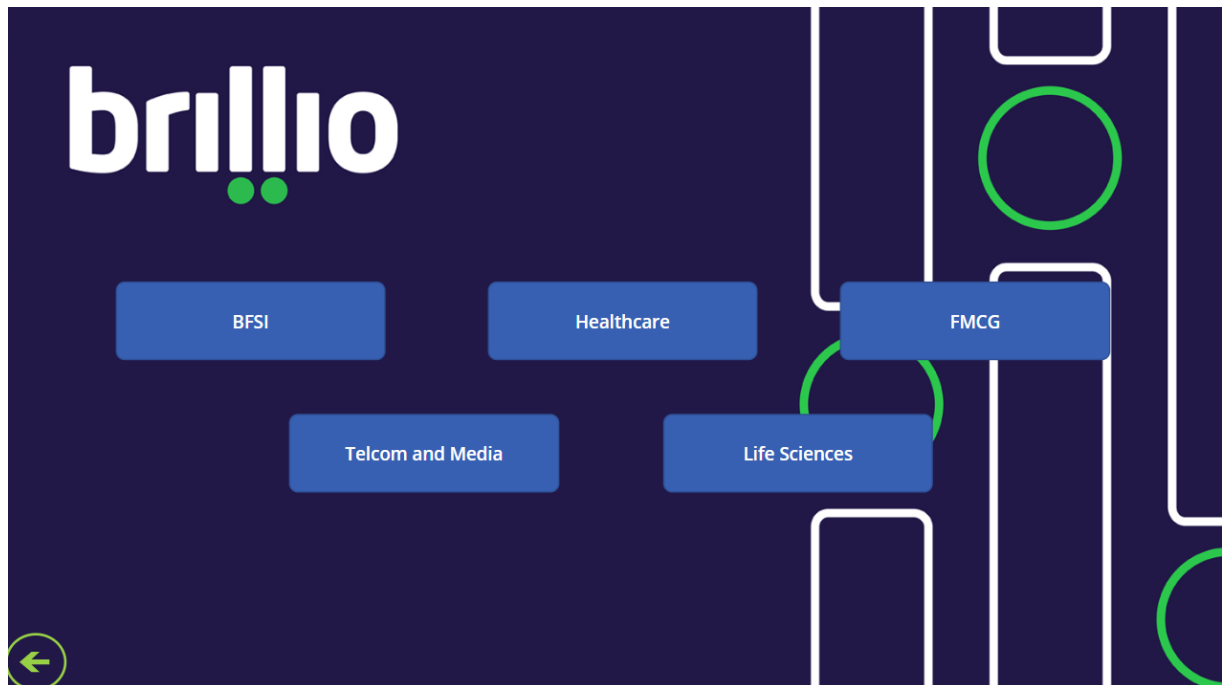 brillio
BFSI
Healthcare
FMCG
Telcom and Media
Life Sciences